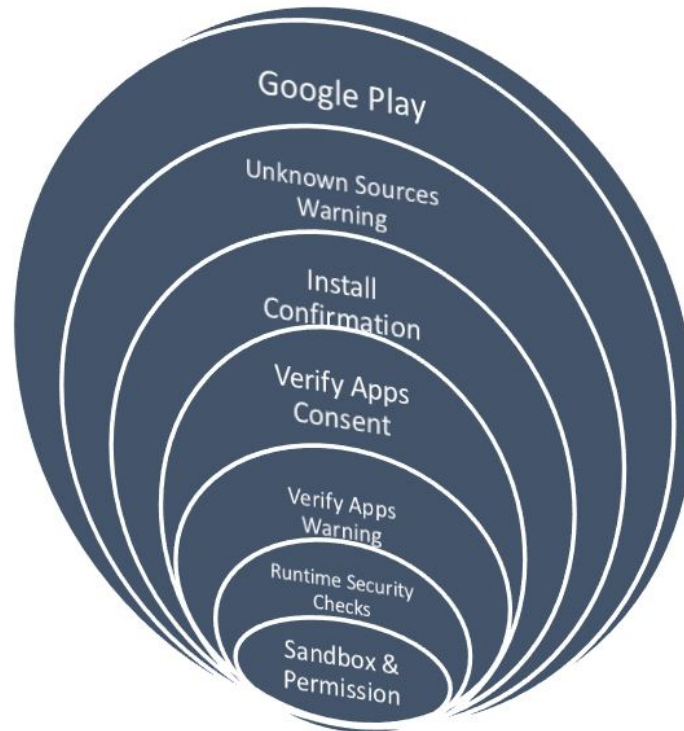 Google Play
Unknown Sources
Warning
Install
Confirmation
Verify Apps
Consent
Verify Apps
Warning
Runtime Security
Checks
Sandbox &
Permission